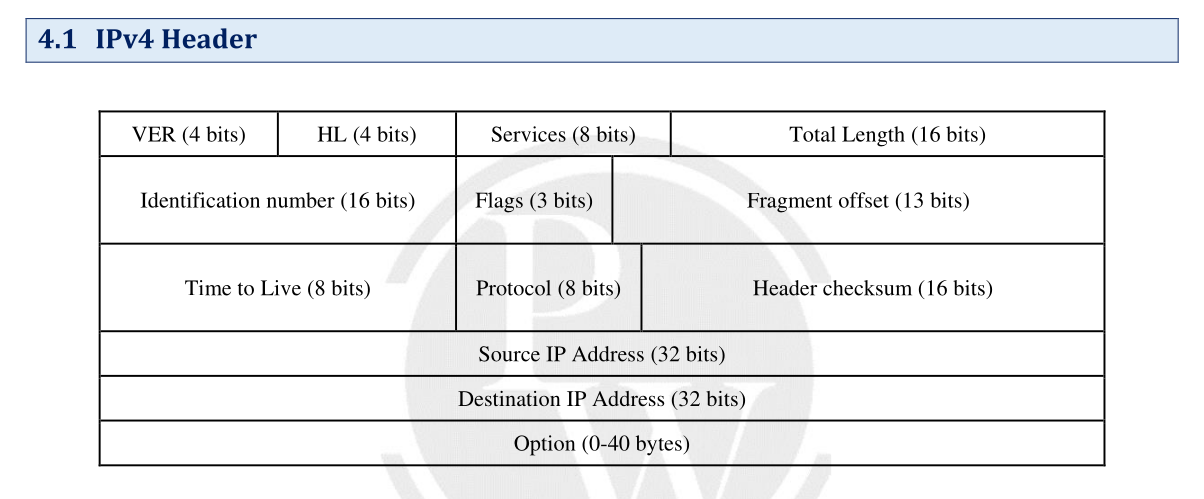 4.1 IPv4 Header
VER (4 bits) HL (4 bits) Services (8 bits) Total Length (16 bits)
Identification number (16 bits) Flags (3 bits) Fragment offset (13 bits)
Time to Live (8 bits) Protocol (8 bits) Header checksum (16 bits)
Source IP Address (32 bits)
Destination IP Address (32 bits)
Option (0-40 bytes)
PW